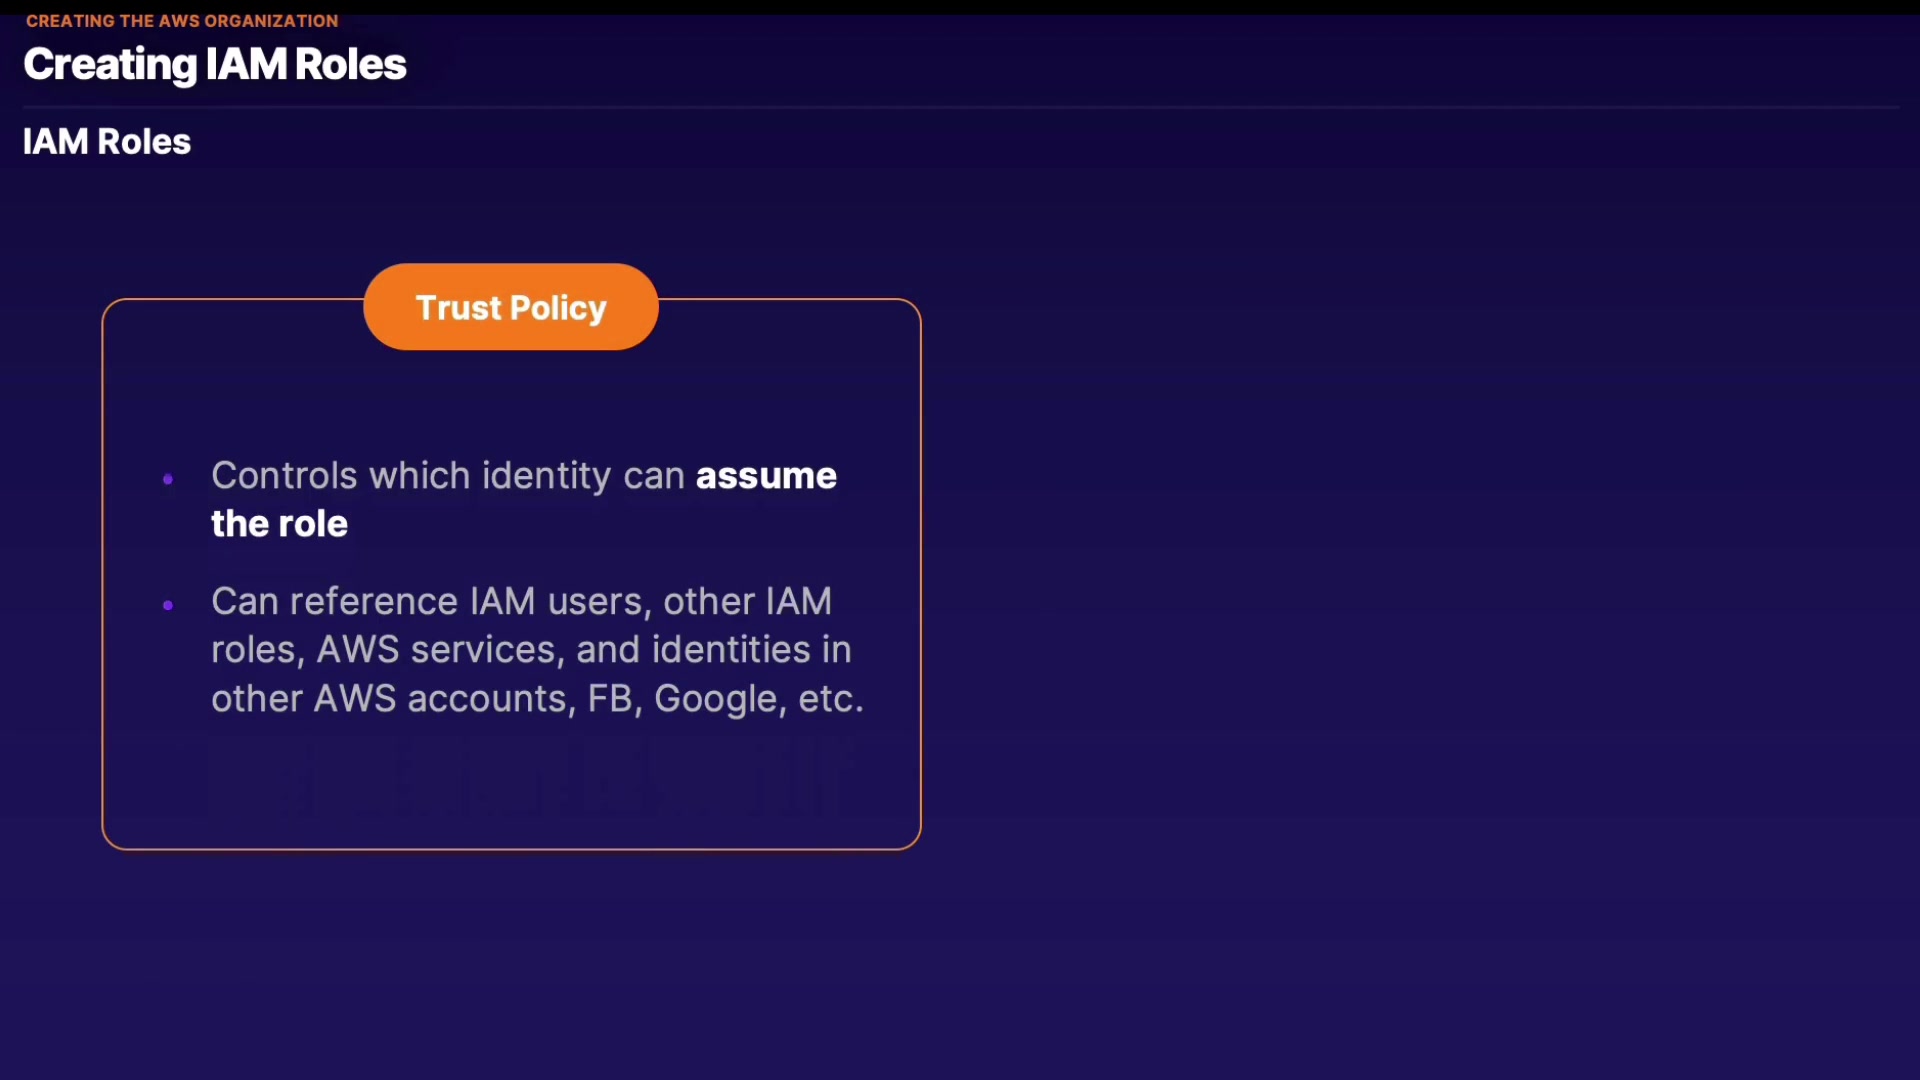 CREATING THE AWS ORGANIZATION
Creating IAM Roles
IAM Roles
Trust Policy
• Controls which identity can assume
the role
• Can reference IAM users, other IAM
roles, AWS services, and identities in
other AWS accounts, FB, Google, etc.